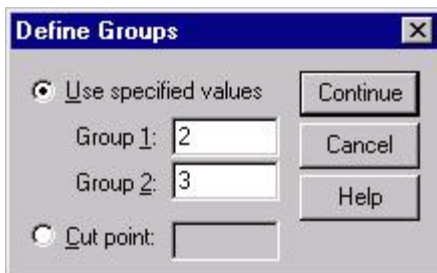 Define Groups
Use specified values
Continue
Group 1: 2
Cancel
Group 2: 3
Help
Cut point: